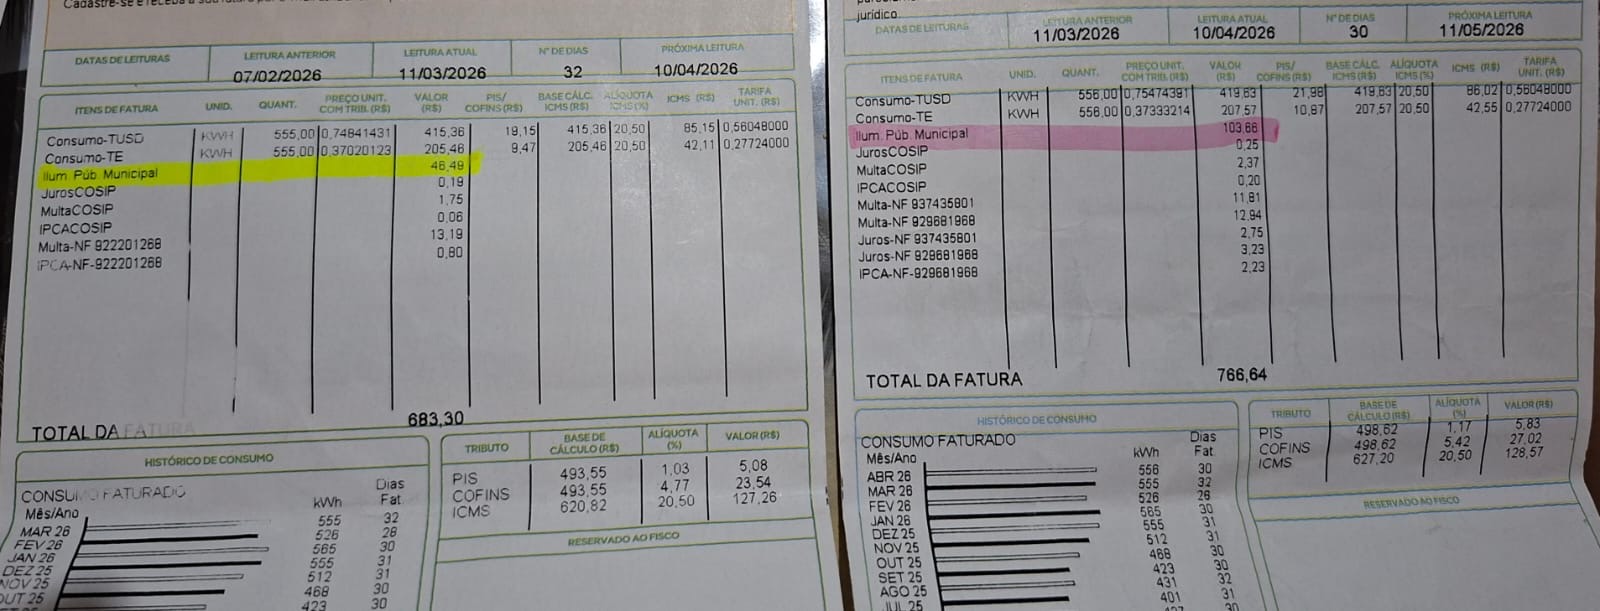 DATAS DE LEITURAS
LEITURA ANTERIOR
07/02/2026
LEITURA ATUAL
11/03/2026
Nº DE DIAS
32
PRÓXIMA LEITURA
10/04/2026
ITENS DE FATURA UNID. QUANT. PREÇO UNIT. COM TRIB. (R$) VALOR (R$) PIS/ COFINS (R$) BASE CÁLC. ICMS (R$) ALÍQUOTA ICMS (%) ICMS (R$) TARIFA UNIT. (R$)
Consumo-TUSD KWH 555,00 0,74841431 415,36 19,15 415,36 20,50 85,15 0,56048000
Consumo-TE KWH 555,00 0,37020123 205,46 9,47 205,46 20,50 42,11 0,27724000
Ilum. Púb. Municipal 46,49
JurosCOSIP 0,19
MultaCOSIP 1,75
IPCACOSIP 0,06
Multa-NF 922201268 13,19
IPCA-NF-922201268 0,80
TOTAL DA FATURA 683,30
HISTÓRICO DE CONSUMO
CONSUMO FATURADO
Mês/Ano kWh Dias Fat.
MAR 26 555 32
FEV 26 526 28
JAN 26 565 30
DEZ 25 555 31
NOV 25 512 31
OUT 25 468 30
423 30
TRIBUTO BASE DE CÁLCULO (R$) ALÍQUOTA (%) VALOR (R$)
PIS 493,55 1,03 5,08
COFINS 493,55 4,77 23,54
ICMS 620,82 20,50 127,26
RESERVADO AO FISCO
jurídico.
DATAS DE LEITURAS
LEITURA ANTERIOR
11/03/2026
LEITURA ATUAL
10/04/2026
Nº DE DIAS
30
PRÓXIMA LEITURA
11/05/2026
ITENS DE FATURA UNID. QUANT. PREÇO UNIT. COM TRIB. (R$) VALOR (R$) PIS/ COFINS (R$) BASE CÁLC. ICMS (R$) ALÍQUOTA ICMS (%) ICMS (R$) TARIFA UNIT. (R$)
Consumo-TUSD KWH 556,00 0,75474391 419,63 21,98 419,63 20,50 86,02 0,56048000
Consumo-TE KWH 556,00 0,37333214 207,57 10,87 207,57 20,50 42,55 0,27724000
Ilum. Púb. Municipal 103,66
JurosCOSIP 0,25
MultaCOSIP 2,37
IPCACOSIP 0,20
Multa-NF 937435801 11,81
Multa-NF 929681968 12,94
Juros-NF 937435801 2,75
Juros-NF 929681968 3,23
IPCA-NF-929681968 2,23
TOTAL DA FATURA 766,64
HISTÓRICO DE CONSUMO
CONSUMO FATURADO
Mês/Ano kWh Dias Fat.
ABR 26 556 30
MAR 26 555 32
FEV 26 526 28
JAN 26 565 30
DEZ 25 555 31
NOV 25 512 31
OUT 25 468 30
SET 25 423 30
AGO 25 431 32
JUL 25 401 31
30
TRIBUTO BASE DE CÁLCULO (R$) ALÍQUOTA (%) VALOR (R$)
PIS 498,62 1,17 5,83
COFINS 498,62 5,42 27,02
ICMS 627,20 20,50 128,57
RESERVADO AO FISCO